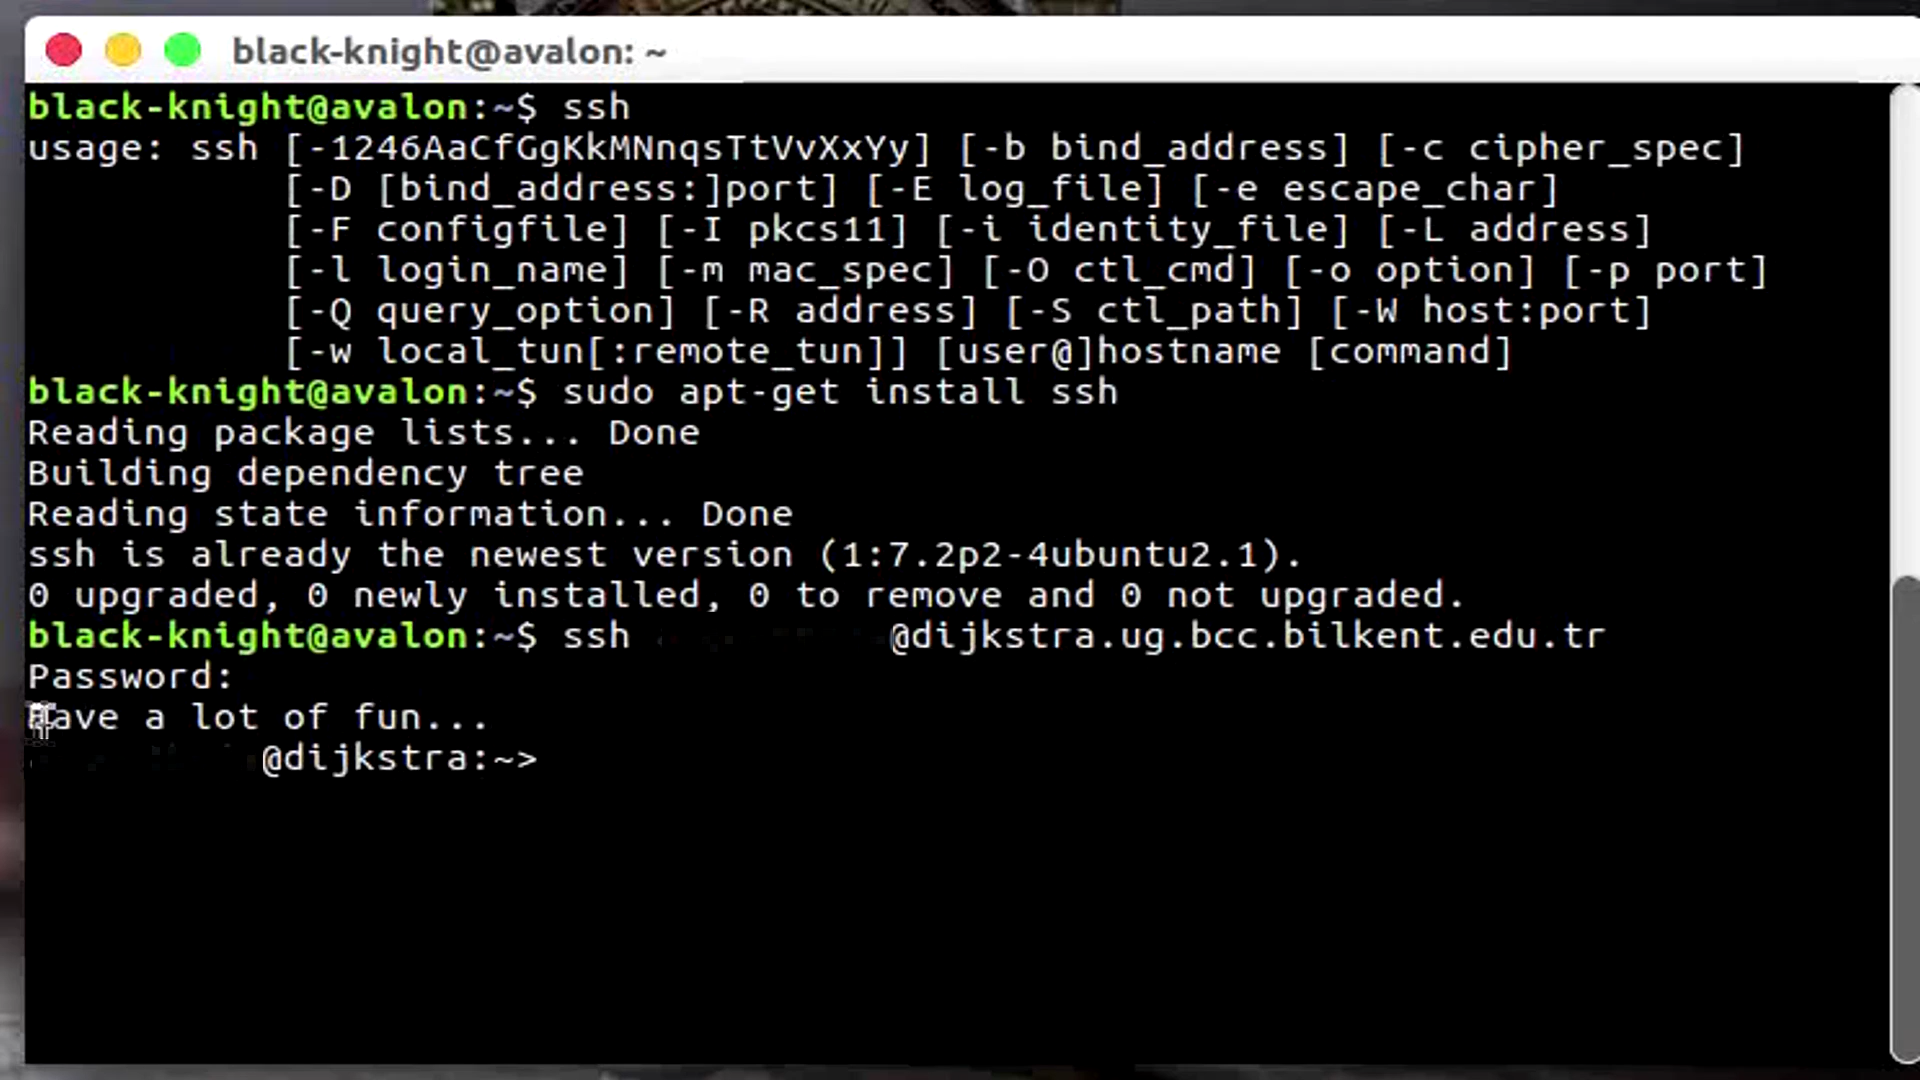 black-knight@avalon: ~
black-knight@avalon:~$ ssh
usage: ssh [-1246AaCfGgKkMNnqsTtVvXxYy] [-b bind_address] [-c cipher_spec]
[-D [bind_address:]port] [-E log_file] [-e escape_char]
[-F configfile] [-I pkcs11] [-i identity_file] [-L address]
[-l login_name] [-m mac_spec] [-O ctl_cmd] [-o option] [-p port]
[-Q query_option] [-R address] [-S ctl_path] [-W host:port]
[-w local_tun[:remote_tun]] [user@]hostname [command]
black-knight@avalon:~$ sudo apt-get install ssh
Reading package lists... Done
Building dependency tree
Reading state information... Done
ssh is already the newest version (1:7.2p2-4ubuntu2.1).
0 upgraded, 0 newly installed, 0 to remove and 0 not upgraded.
black-knight@avalon:~$ ssh @dijkstra.ug.bcc.bilkent.edu.tr
Password:
Have a lot of fun...
@dijkstra:~>